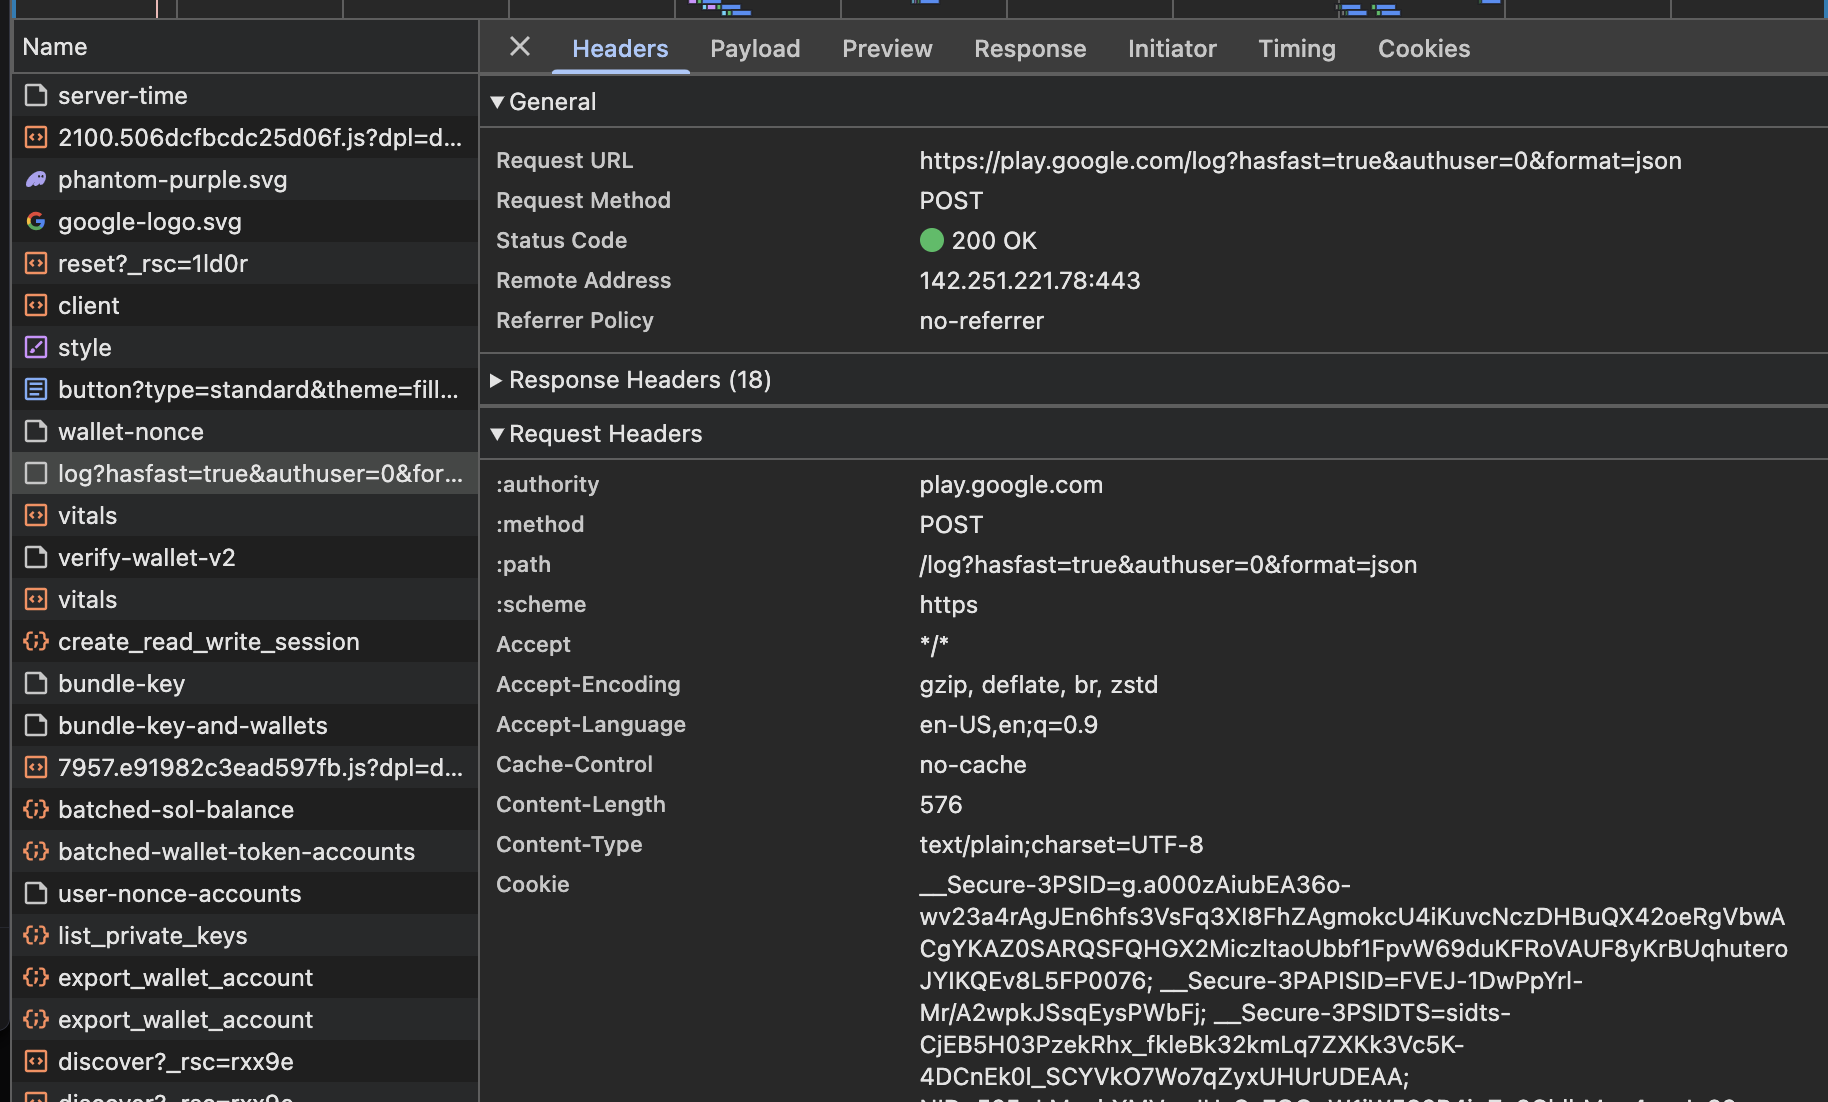 Name
server-time
2100.506dcfbcdc25d06f.js?dpl=d...
phantom-purple.svg
google-logo.svg
reset?_rsc=1ld0r
client
style
button?type=standard&theme=fill...
wallet-nonce
log?hasfast=true&authuser=0&for...
vitals
verify-wallet-v2
vitals
create_read_write_session
bundle-key
bundle-key-and-wallets
7957.e91982c3ead597fb.js?dpl=d...
batched-sol-balance
batched-wallet-token-accounts
user-nonce-accounts
list_private_keys
export_wallet_account
export_wallet_account
discover?_rsc=rxx9e
Headers Payload Preview Response Initiator Timing Cookies
General
Request URL https://play.google.com/log?hasfast=true&authuser=0&format=json
Request Method POST
Status Code 200 OK
Remote Address 142.251.221.78:443
Referrer Policy no-referrer
Response Headers (18)
Request Headers
:authority play.google.com
:method POST
:path /log?hasfast=true&authuser=0&format=json
:scheme https
Accept */*
Accept-Encoding gzip, deflate, br, zstd
Accept-Language en-US,en;q=0.9
Cache-Control no-cache
Content-Length 576
Content-Type text/plain;charset=UTF-8
Cookie __Secure-3PSID=g.a000zAiubEA36o-
wv23a4rAgJEn6hfs3VsFq3XI8FhZAgmokcU4iKuvcNczDHBuQX42oeRgVbwA
CgYKAZ0SARQSFQHGX2MiczItaoUbbf1FpvW69duKFRoVAUF8yKrBUqhutero
JYIKQEv8L5FP0076; __Secure-3PAPISID=FVEJ-1DwPpYrl-
Mr/A2wpkJSsqEysPWbFj; __Secure-3PSIDTS=sidts-
CjEB5H03PzekRhx_fkleBk32kmLq7ZXKk3Vc5K-
4DCnEk0l_SCYVkO7Wo7qZyxUHUrUDEAA;